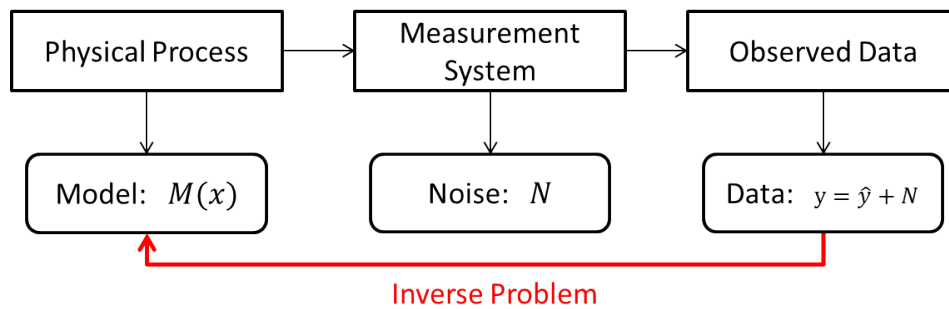 Physical Process
Measurement
System
Observed Data
Model: M(x)
Noise: N
Data: y = ŷ + N
Inverse Problem